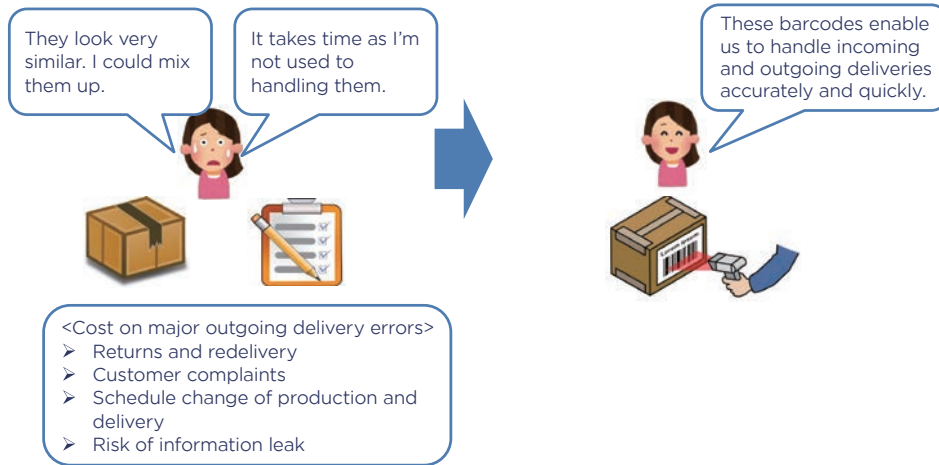 They look very
similar. I could mix
them up.
It takes time as I'm
not used to
handling them.
These barcodes enable
us to handle incoming
and outgoing deliveries
accurately and quickly.
Lorem Ipsum
<Cost on major outgoing delivery errors>
➢ Returns and redelivery
➢ Customer complaints
➢ Schedule change of production and
delivery
➢ Risk of information leak